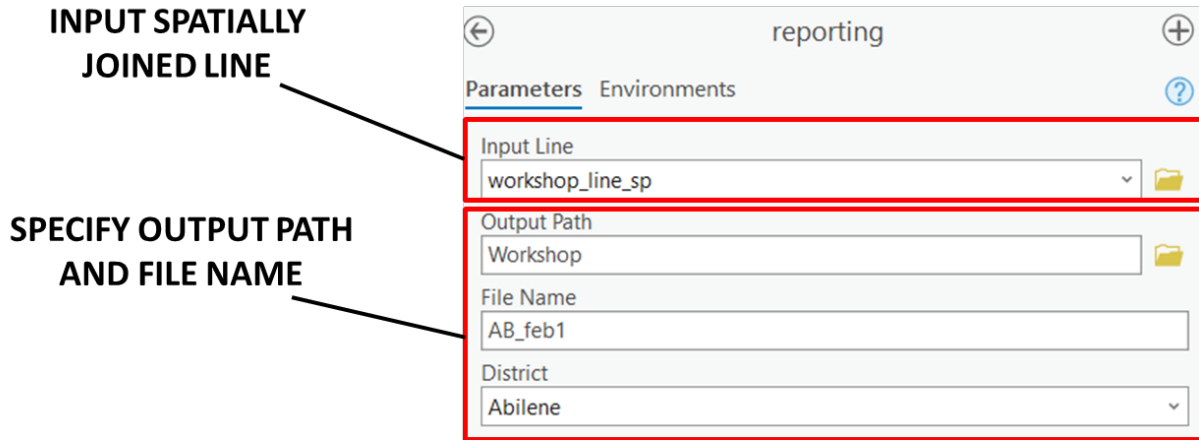 INPUT SPATIALLY
JOINED LINE
SPECIFY OUTPUT PATH
AND FILE NAME
reporting
Parameters Environments
?
Input Line
workshop_line_sp
Output Path
Workshop
File Name
AB_feb1
District
Abilene